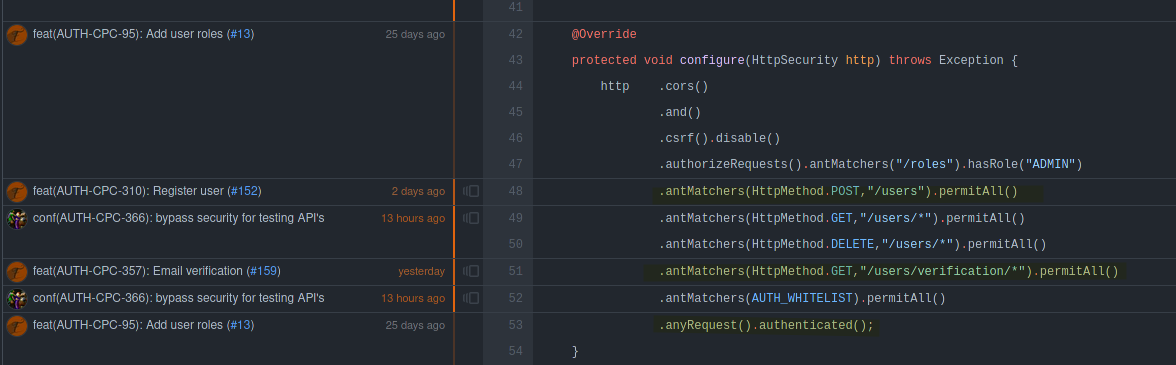 41
feat(AUTH-CPC-95): Add user roles (#13) 25 days ago 42 @Override
43 protected void configure(HttpSecurity http) throws Exception {
44 http .cors()
45 .and()
46 .csrf().disable()
47 .authorizeRequests().antMatchers("/roles").hasRole("ADMIN")
feat(AUTH-CPC-310): Register user (#152) 2 days ago 48 .antMatchers(HttpMethod.POST,"/users").permitAll()
conf(AUTH-CPC-366): bypass security for testing API's 13 hours ago 49 .antMatchers(HttpMethod.GET,"/users/*").permitAll()
50 .antMatchers(HttpMethod.DELETE,"/users/*").permitAll()
feat(AUTH-CPC-357): Email verification (#159) yesterday 51 .antMatchers(HttpMethod.GET,"/users/verification/*").permitAll()
conf(AUTH-CPC-366): bypass security for testing API's 13 hours ago 52 .antMatchers(AUTH_WHITELIST).permitAll()
feat(AUTH-CPC-95): Add user roles (#13) 25 days ago 53 .anyRequest().authenticated();
54 }